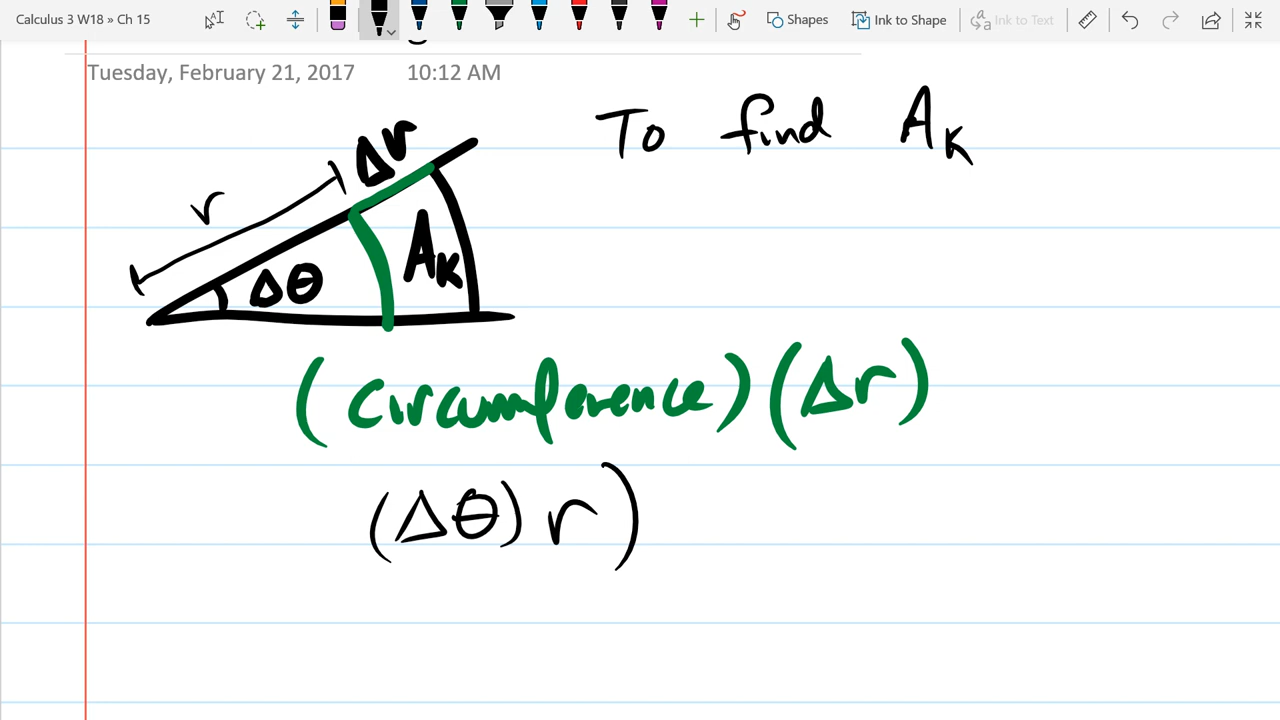 Calculus 3 W18 » Ch 15
Shapes
Ink to Shape
Ink to Text
Tuesday, February 21, 2017 10:12 AM
To find A_K
Δr
r
Δθ
A_K
(circumference)(Δr)
(Δθ) r)